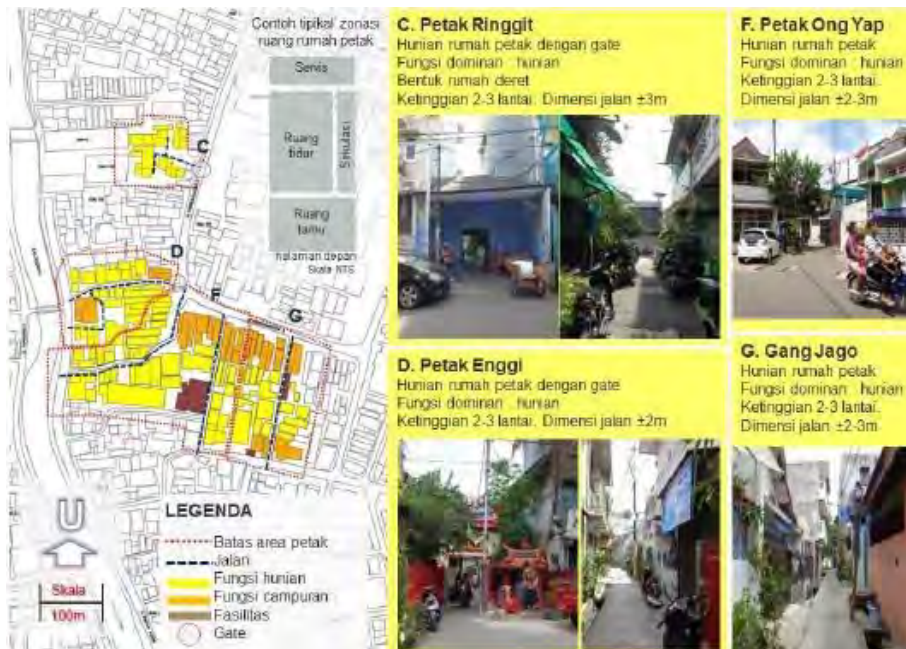 Contoh tipikal zonasi
ruang rumah petak
Servis
Ruang
tidur
Sirkulasi
Ruang
tamu
halaman depan
Skala NTS
C
D
F
G
U
Skala
100m
LEGENDA
Batas area petak
Jalan
Fungsi hunian
Fungsi campuran
Fasilitas
Gate
C. Petak Ringgit
Hunian rumah petak dengan gate
Fungsi dominan : hunian
Bentuk rumah deret
Ketinggian 2-3 lantai. Dimensi jalan ±3m
F. Petak Ong Yap
Hunian rumah petak
Fungsi dominan : hunian
Ketinggian 2-3 lantai.
Dimensi jalan ±2-3m
D. Petak Enggi
Hunian rumah petak dengan gate
Fungsi dominan : hunian
Ketinggian 2-3 lantai. Dimensi jalan ±2m
G. Gang Jago
Hunian rumah petak
Fungsi dominan : hunian
Ketinggian 2-3 lantai.
Dimensi jalan ±2-3m